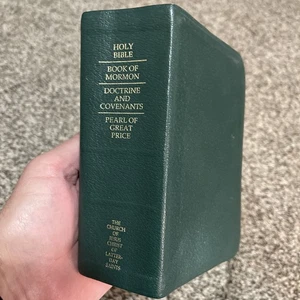 HOLY
BIBLE
BOOK OF
MORMON
DOCTRINE
AND
COVENANTS
PEARL OF
GREAT
PRICE
THE
CHURCH
OF
JESUS
CHRIST
OF
LATTER-
DAY
SAINTS